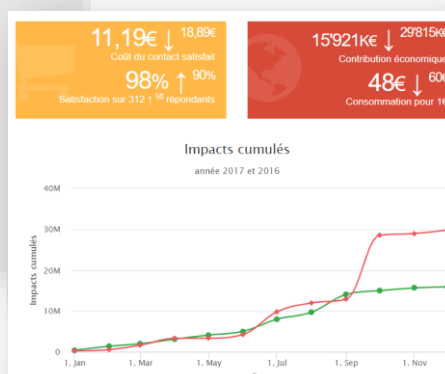 11,19€ ↓ 18,89€
Coût du contact satisfait
98% ↑ 90%
Satisfaction sur 312 ↑ 58 répondants
15'921K€ ↓ 29'815K€
Contribution économique
48€ ↓ 60€
Consommation pour 1€
Impacts cumulés
année 2017 et 2016
Impacts cumulés
40M
30M
20M
10M
0
1. Jan
1. Mar
1. May
1. Jul
1. Sep
1. Nov